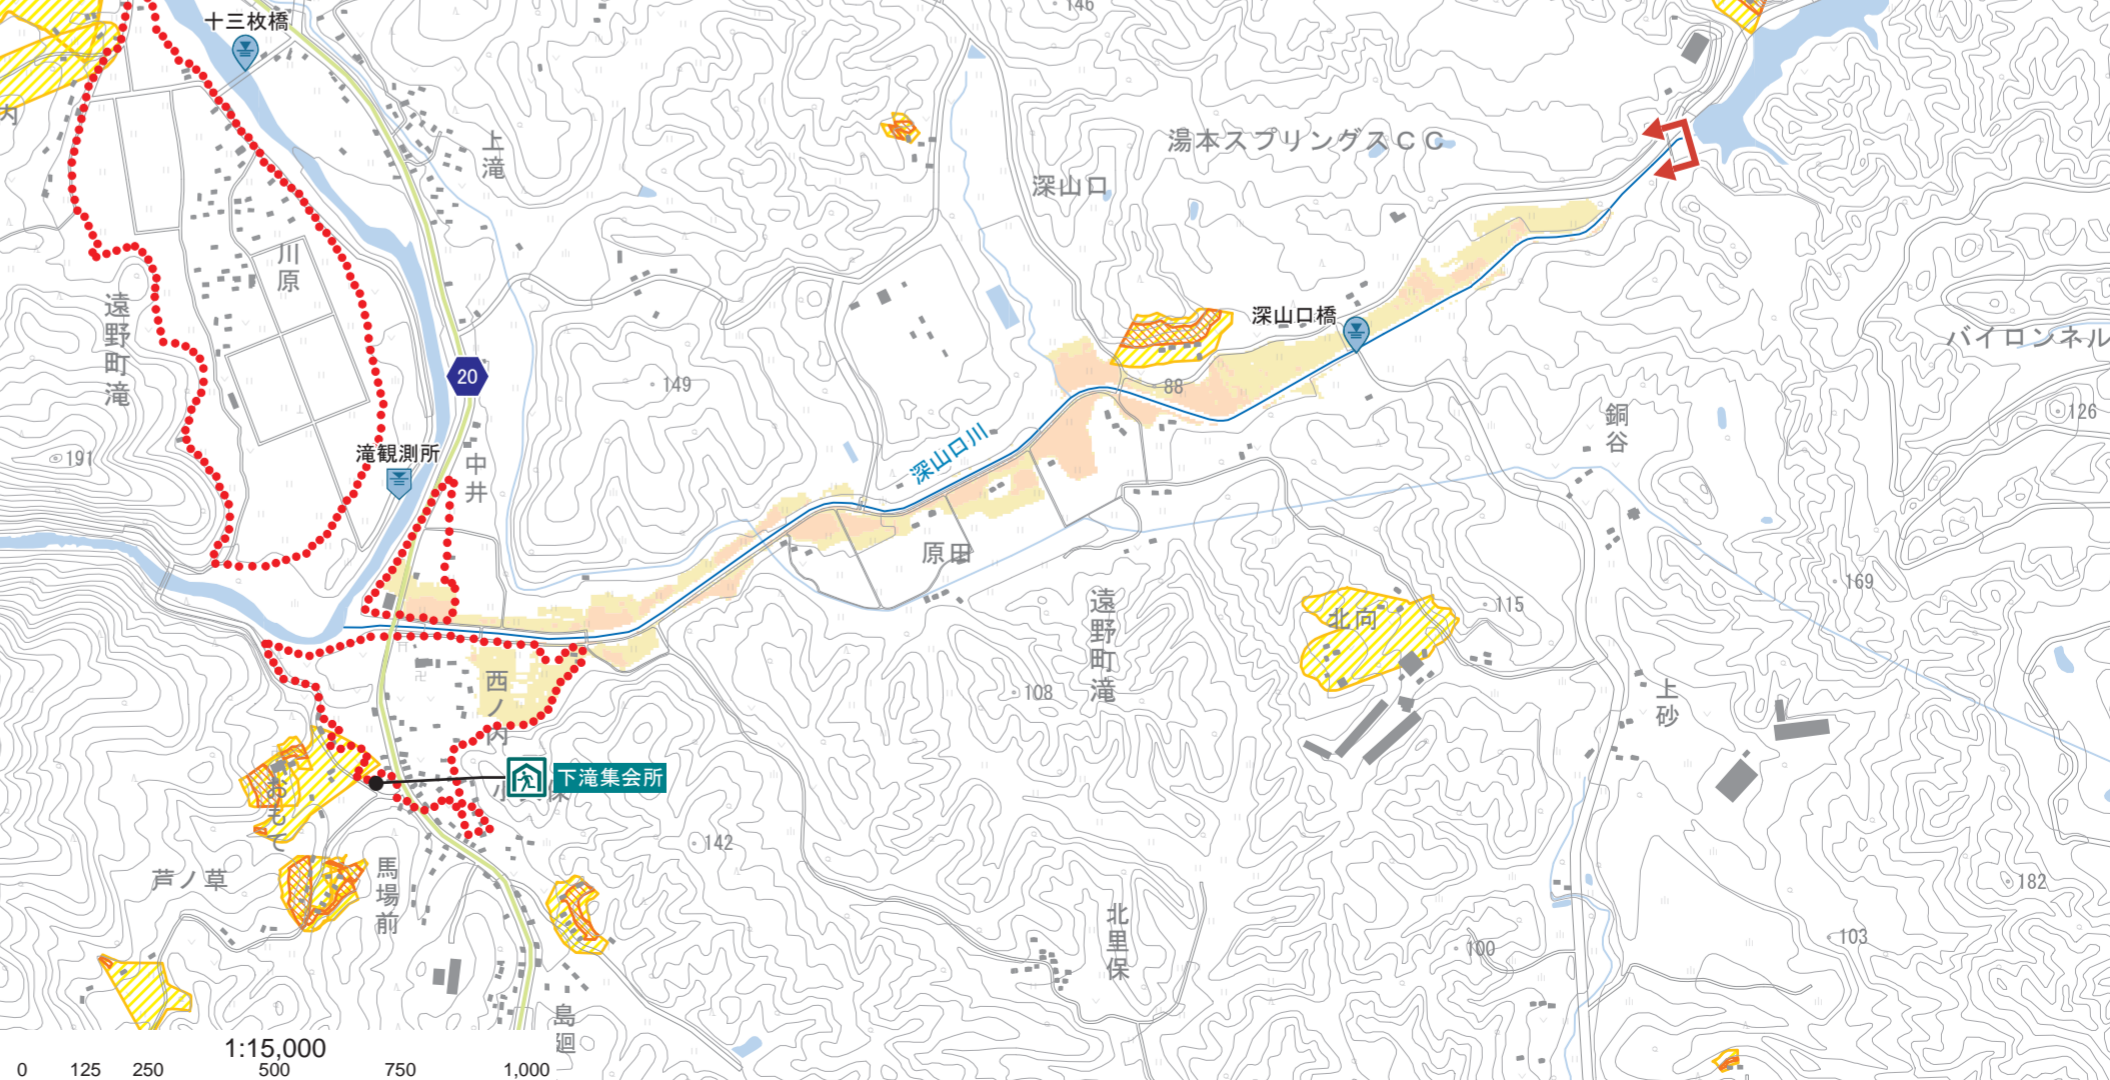 十三枚橋
146
内
上滝
湯本スプリングスCC
深山口
川原
遠野町滝
深山口橋
バイロンネル
20
149
88
126
銅谷
滝観測所
191
中井
深山口川
原田
169
遠野町滝
115
北向
108
上砂
西ノ内
下滝集会所
おもて
142
芦ノ草
馬場前
182
北里保
100
103
島廻
1:15,000
0 125 250 500 750 1,000